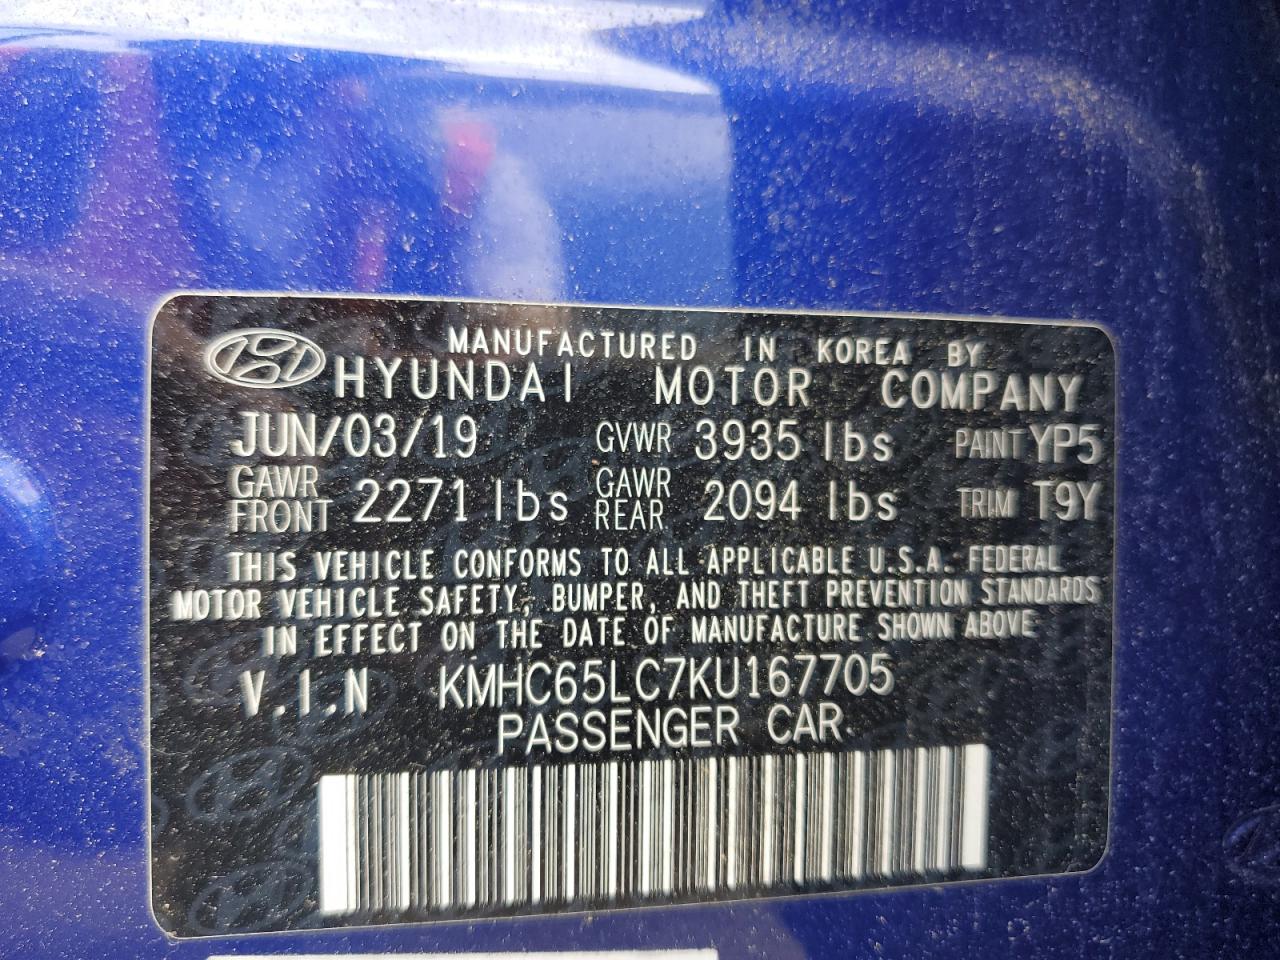 MANUFACTURED IN KOREA BY
HYUNDAI MOTOR COMPANY
JUN/03/19 GVWR 3935 lbs PAINT YP5
GAWR FRONT 2271 lbs GAWR REAR 2094 lbs TRIM T9Y
THIS VEHICLE CONFORMS TO ALL APPLICABLE U.S.A. FEDERAL
MOTOR VEHICLE SAFETY, BUMPER, AND THEFT PREVENTION STANDARDS
IN EFFECT ON THE DATE OF MANUFACTURE SHOWN ABOVE
V.I.N KMHC65LC7KU167705
PASSENGER CAR